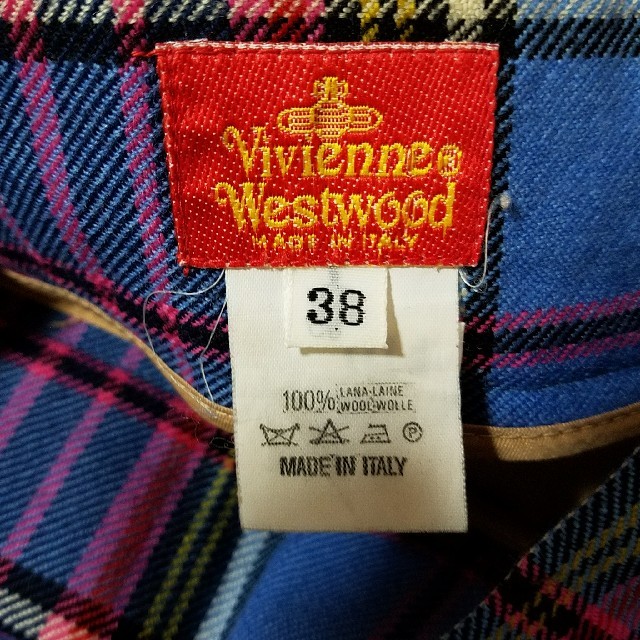 Vivienne®
Westwood
MADE IN ITALY
38
100% LANA-LAINE
WOOL-WOLLE
P
MADE IN ITALY